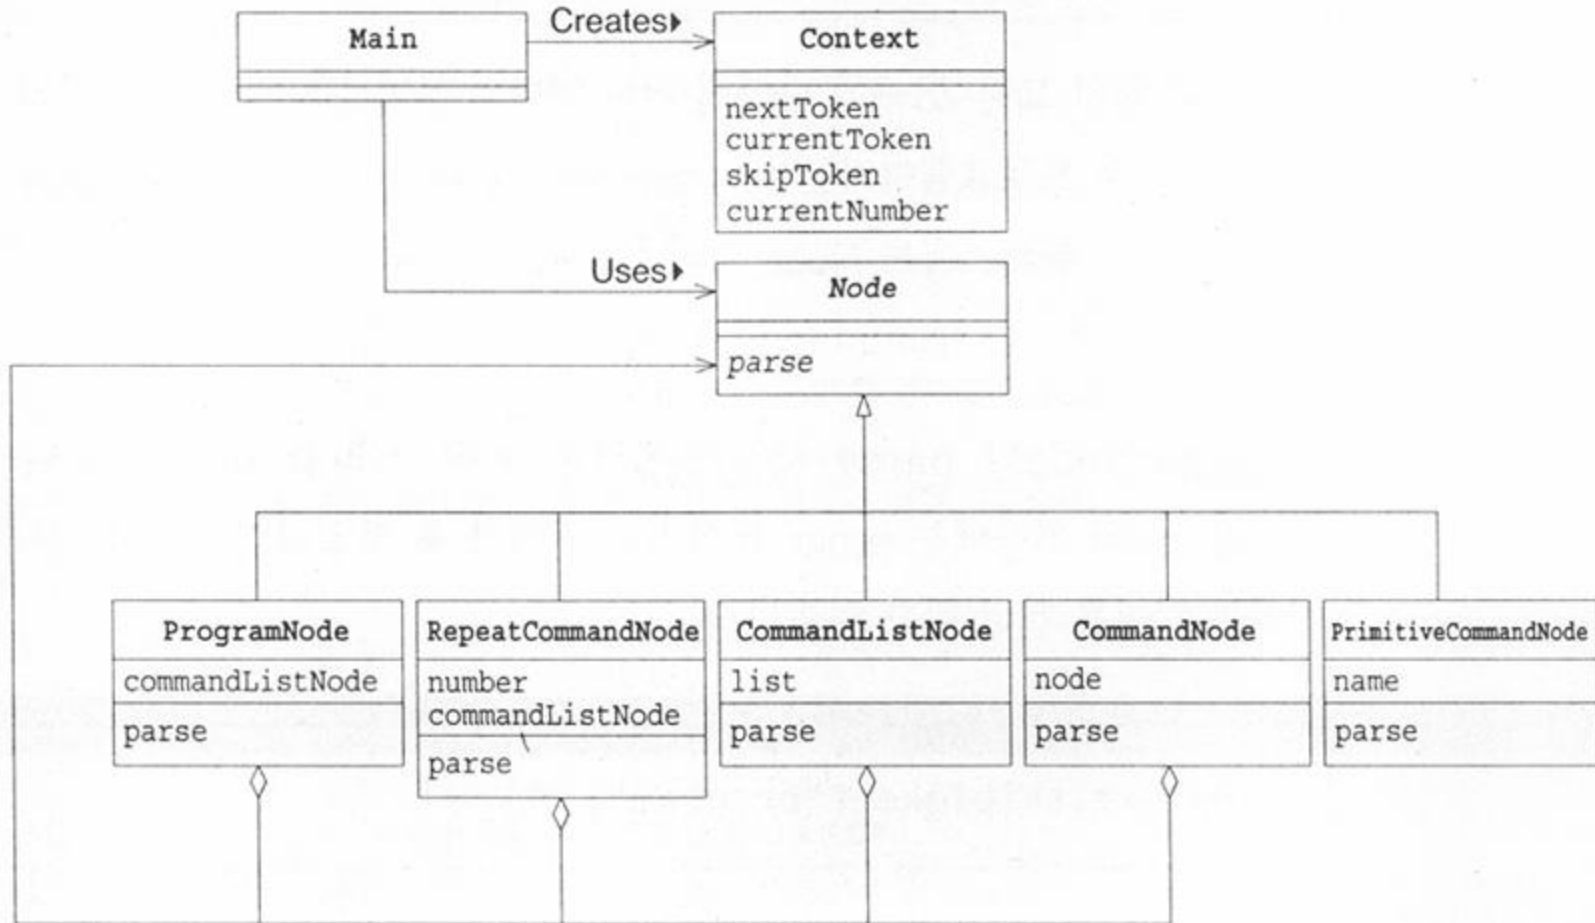 Main
Creates▶
Context
nextToken
currentToken
skipToken
currentNumber
Uses▶
Node
parse
ProgramNode
commandListNode
parse
RepeatCommandNode
number
commandListNode
parse
CommandListNode
list
parse
CommandNode
node
parse
PrimitiveCommandNode
name
parse